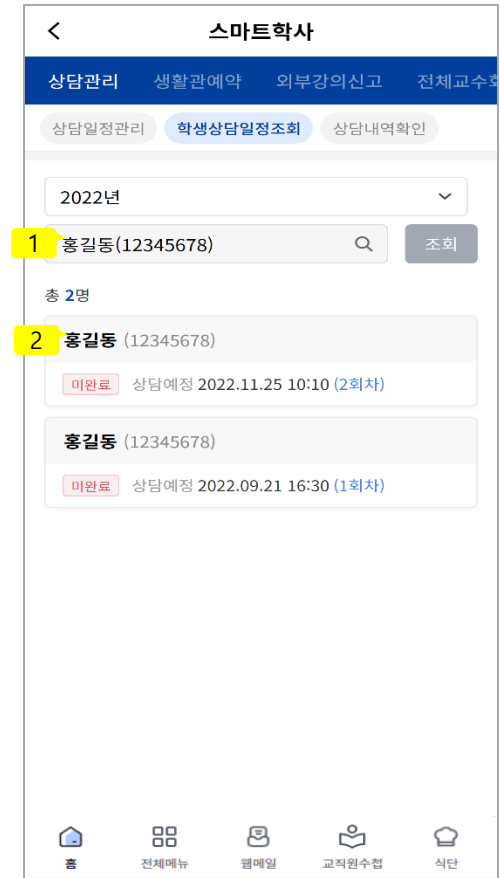 스마트학사
상담관리 생활관예약 외부강의신고 전체교수회
상담일정관리 학생상담일정조회 상담내역확인
2022년
1 홍길동(12345678) 조회
총 2명
2 홍길동 (12345678)
미완료 상담예정 2022.11.25 10:10 (2회차)
홍길동 (12345678)
미완료 상담예정 2022.09.21 16:30 (1회차)
홈 전체메뉴 웹메일 교직원수첩 식단